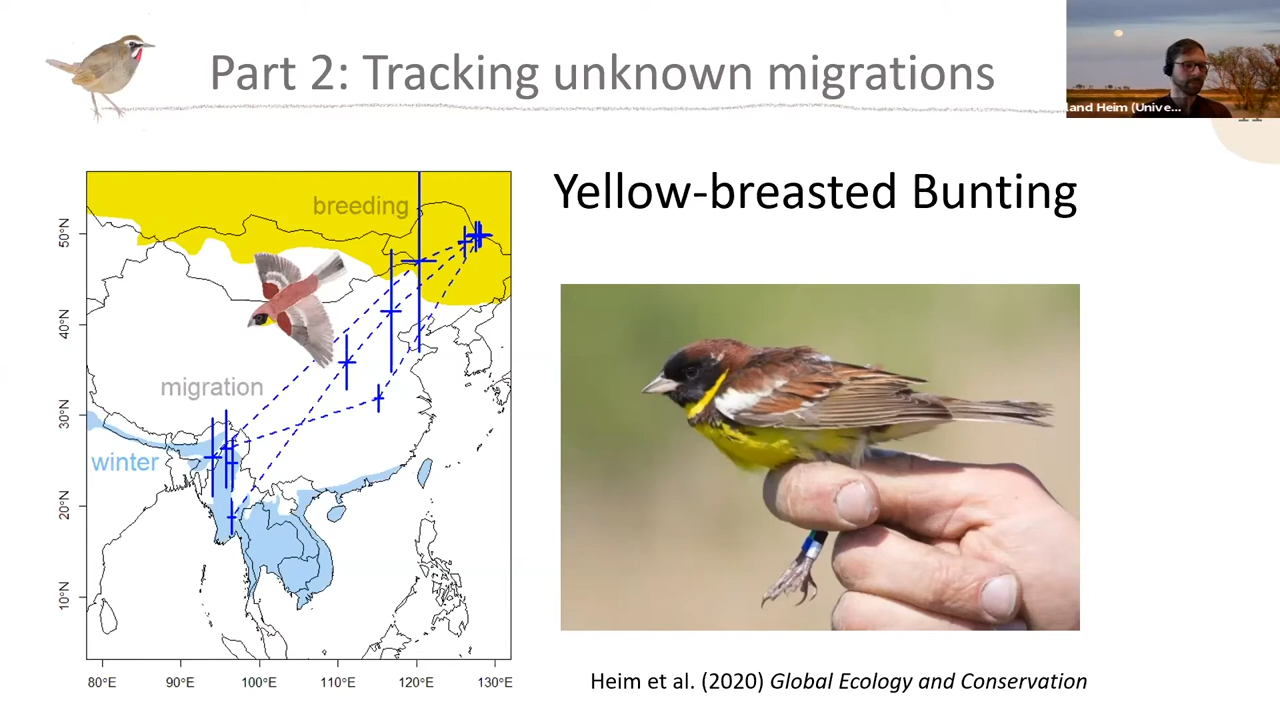 Part 2: Tracking unknown migrations
land Heim (Unive...
Yellow-breasted Bunting
breeding
migration
winter
50°N
40°N
30°N
20°N
10°N
80°E
90°E
100°E
110°E
120°E
130°E
Heim et al. (2020) Global Ecology and Conservation